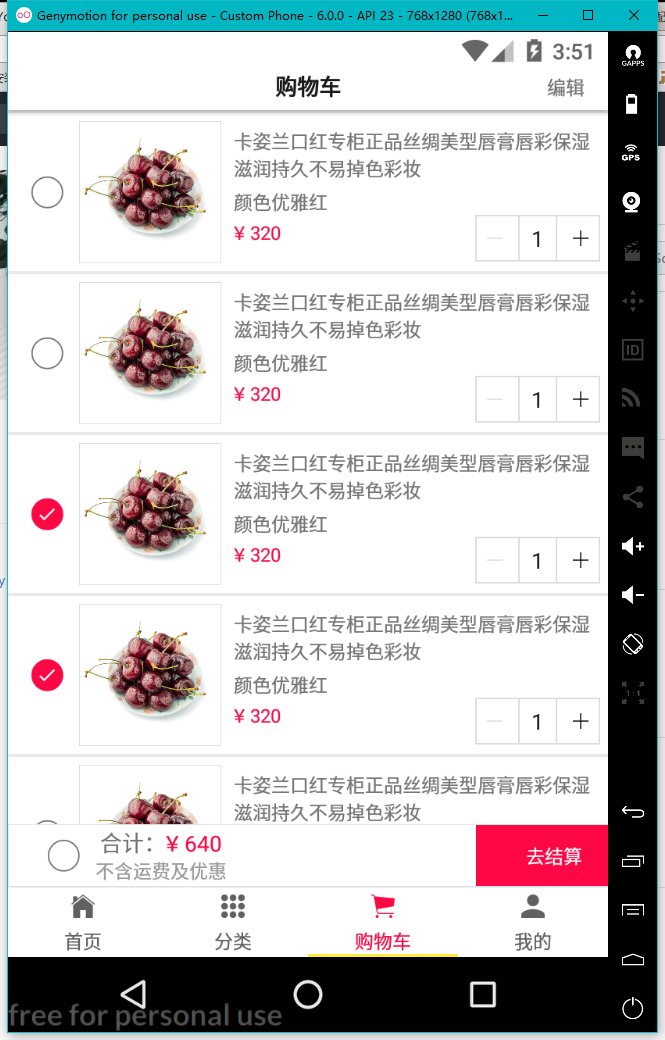 Genymotion for personal use - Custom Phone - 6.0.0 - API 23 - 768x1280 (768x1...
3:51
购物车
编辑
GAPPS
卡姿兰口红专柜正品丝绸美型唇膏唇彩保湿
滋润持久不易掉色彩妆
颜色优雅红
¥ 320
1
GPS
卡姿兰口红专柜正品丝绸美型唇膏唇彩保湿
滋润持久不易掉色彩妆
颜色优雅红
¥ 320
1
ID
卡姿兰口红专柜正品丝绸美型唇膏唇彩保湿
滋润持久不易掉色彩妆
颜色优雅红
¥ 320
1
卡姿兰口红专柜正品丝绸美型唇膏唇彩保湿
滋润持久不易掉色彩妆
颜色优雅红
¥ 320
1
1:1
卡姿兰口红专柜正品丝绸美型唇膏唇彩保湿
滋润持久不易掉色彩妆
合计：¥ 640
不含运费及优惠
去结算
首页
分类
购物车
我的
free for personal use